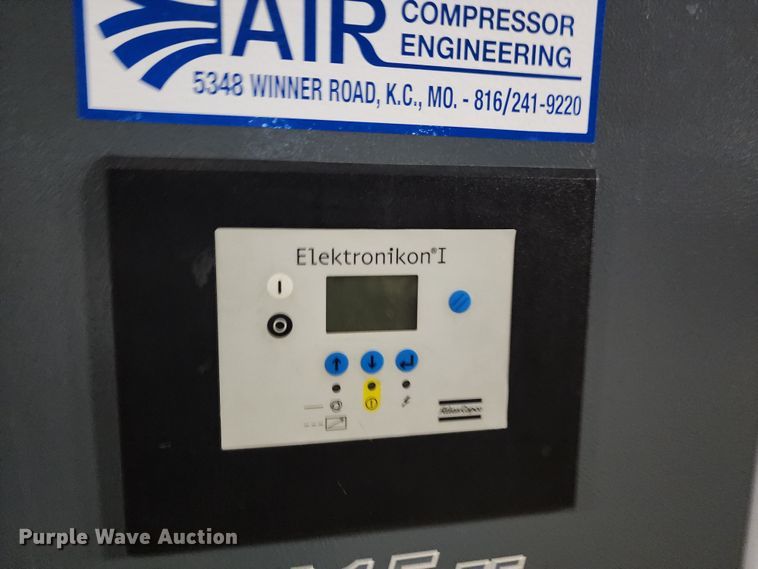 AIR COMPRESSOR
ENGINEERING
5348 WINNER ROAD, K.C., MO. - 816/241-9220
Elektronikon®I
Atlas Copco
Purple Wave Auction